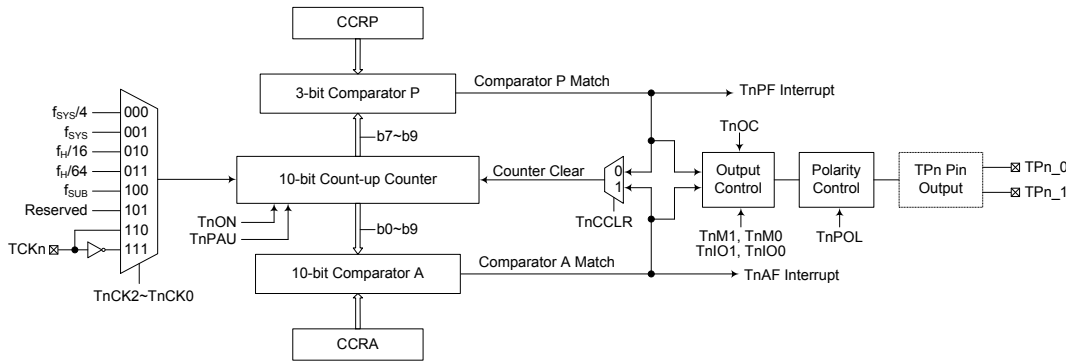 CCRP
3-bit Comparator P
Comparator P Match
TnPF Interrupt
b7~b9
TnOC
fSYS/4 000
fSYS 001
fH/16 010
fH/64 011
fSUB 100
Reserved 101
110
TCKn 111
TnCK2~TnCK0
10-bit Count-up Counter
TnON
TnPAU
Counter Clear
0
1
TnCCLR
Output Control
Polarity Control
TPn Pin Output
TPn_0
TPn_1
TnM1, TnM0
TnIO1, TnIO0
TnPOL
b0~b9
10-bit Comparator A
Comparator A Match
TnAF Interrupt
CCRA